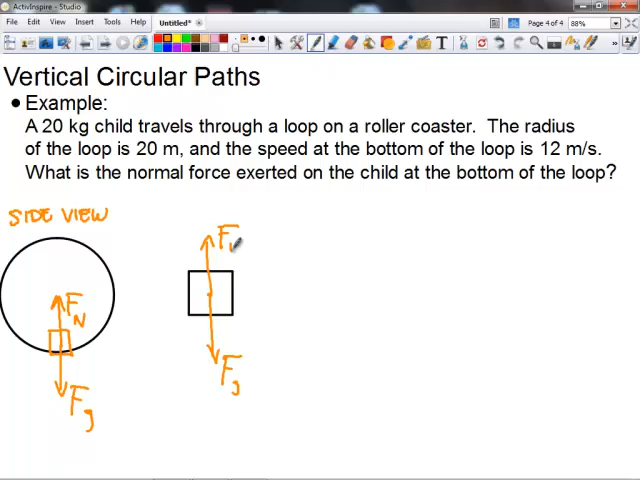 ActivInspire - Studio
File Edit View Insert Tools Help Untitled* Page 4 of 4 88%
Vertical Circular Paths
• Example:
A 20 kg child travels through a loop on a roller coaster. The radius
of the loop is 20 m, and the speed at the bottom of the loop is 12 m/s.
What is the normal force exerted on the child at the bottom of the loop?
SIDE VIEW
F
FN
Fg
Fg